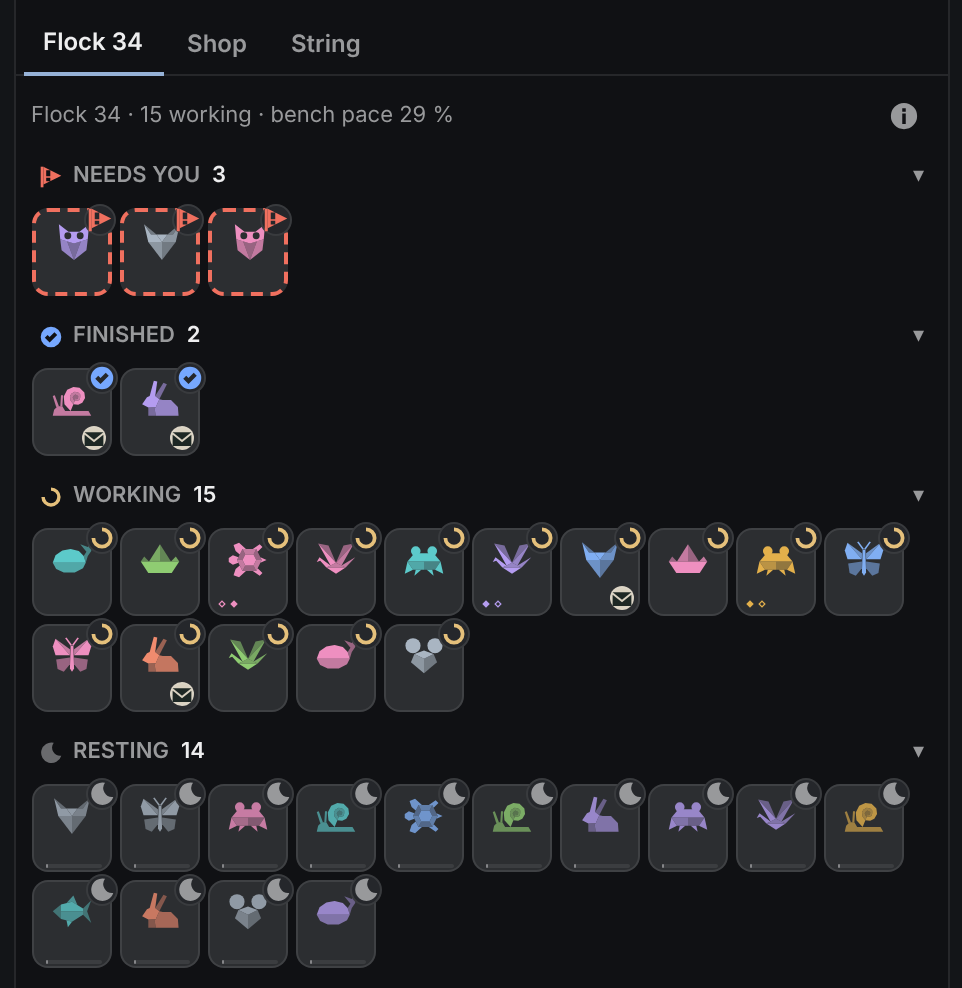 Flock 34 Shop String
Flock 34 · 15 working · bench pace 29 %
NEEDS YOU 3
FINISHED 2
WORKING 15
RESTING 14